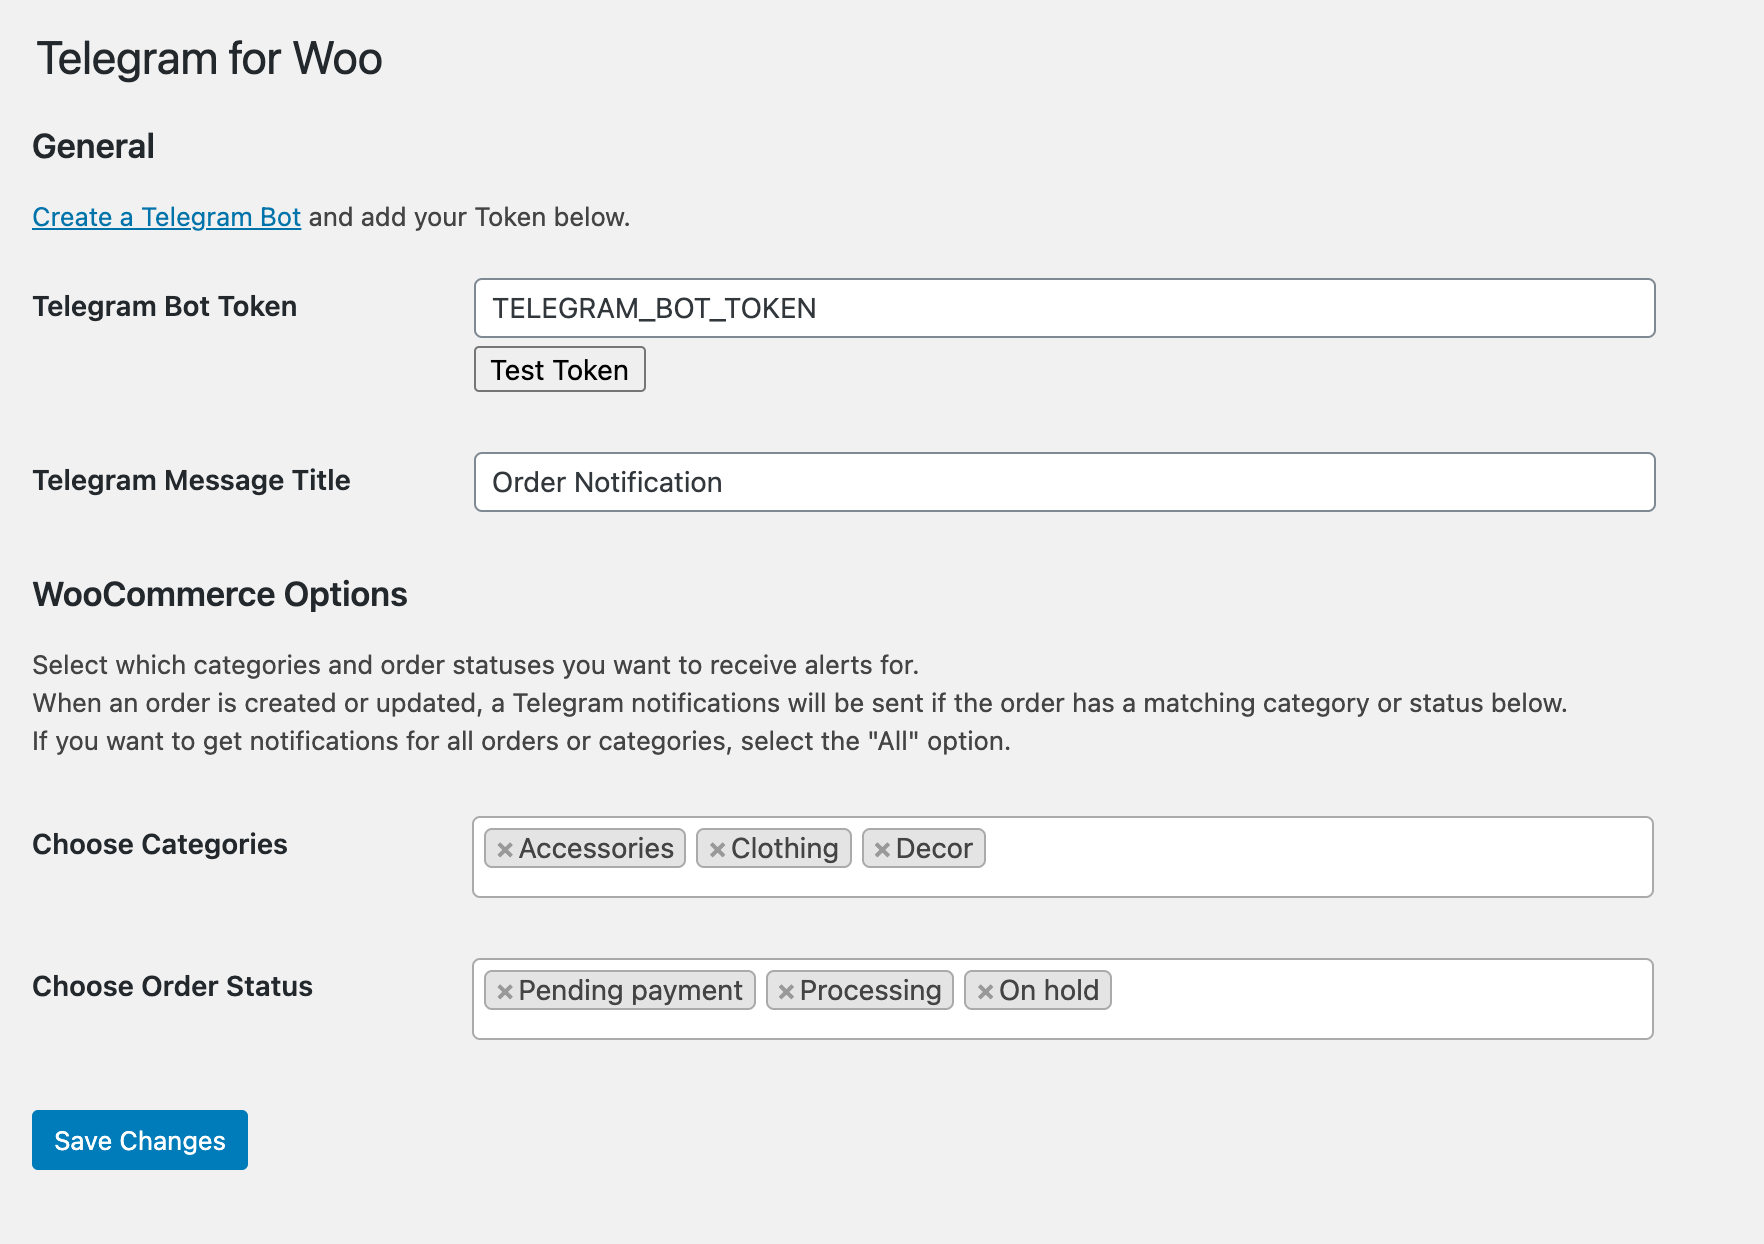 Telegram for Woo
General
Create a Telegram Bot and add your Token below.
Telegram Bot Token
TELEGRAM_BOT_TOKEN
Test Token
Telegram Message Title
Order Notification
WooCommerce Options
Select which categories and order statuses you want to receive alerts for.
When an order is created or updated, a Telegram notifications will be sent if the order has a matching category or status below.
If you want to get notifications for all orders or categories, select the "All" option.
Choose Categories
×Accessories ×Clothing ×Decor
Choose Order Status
×Pending payment ×Processing ×On hold
Save Changes